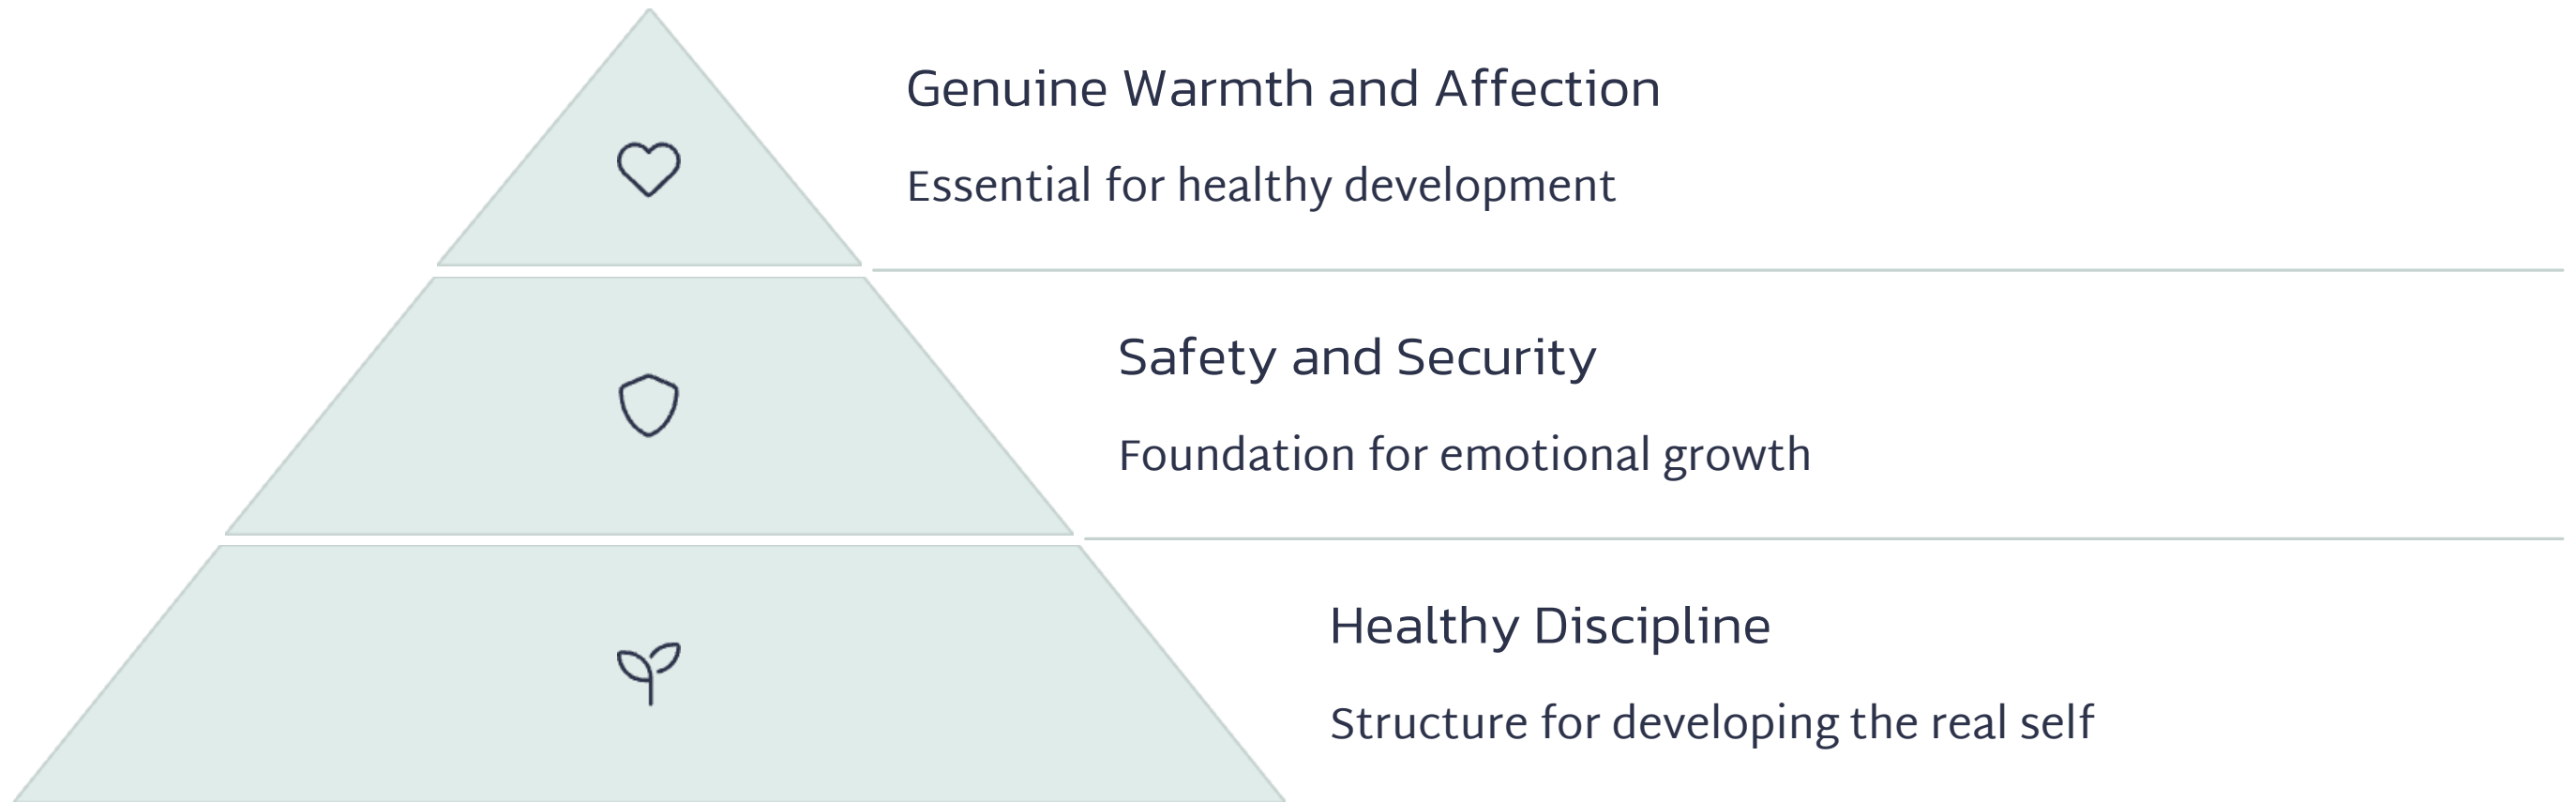 Genuine Warmth and Affection
Essential for healthy development
Safety and Security
Foundation for emotional growth
Healthy Discipline
Structure for developing the real self